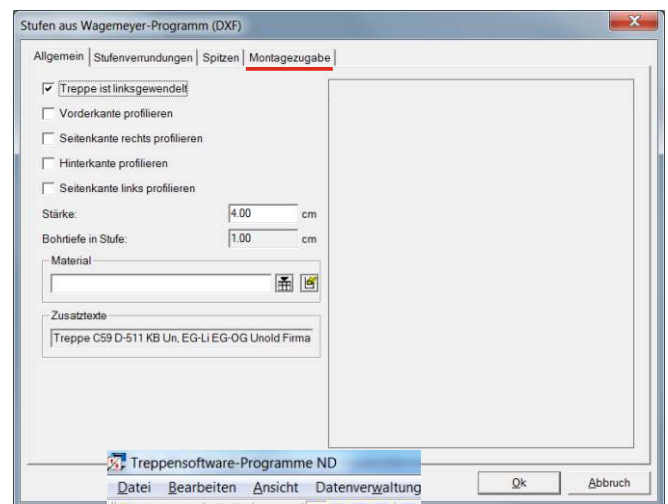 Stufen aus Wagemeyer-Programm (DXF)
Allgemein Stufenverrundungen Spitzen Montagezugabe
Treppe ist linksgewendelt
Vorderkante profilieren
Seitenkante rechts profilieren
Hinterkante profilieren
Seitenkante links profilieren
Stärke: 4.00 cm
Bohrtiefe in Stufe: 1.00 cm
Material
Zusatztexte
Treppe C59 D-511 KB Un, EG-Li EG-OG Unold Firma
Treppensoftware-Programme ND
Datei Bearbeiten Ansicht Datenverwaltung
Ok Abbruch